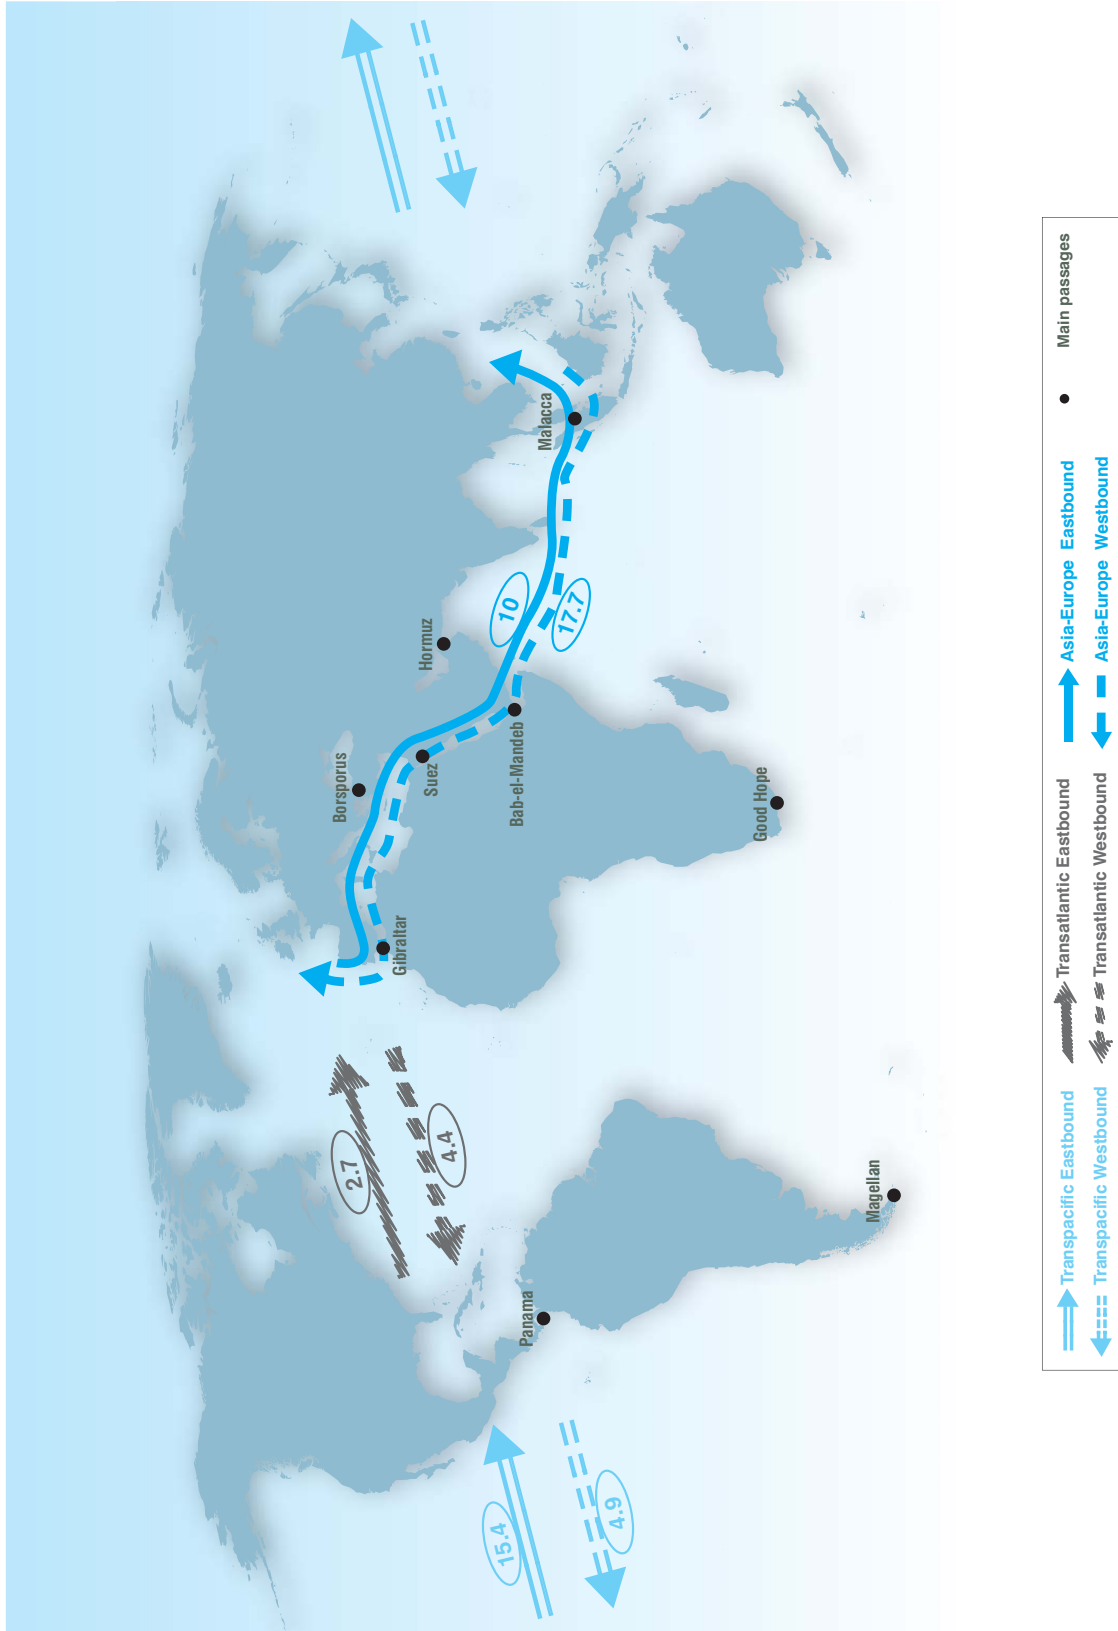 Borsporus
Hormuz
Gibraltar
Suez
Malacca
Bab-el-Mandeb
Panama
Good Hope
Magellan
2.7
4.4
10
17.7
15.4
4.9
Transpacific Eastbound
Transatlantic Eastbound
Asia-Europe Eastbound
Main passages
Transpacific Westbound
Transatlantic Westbound
Asia-Europe Westbound